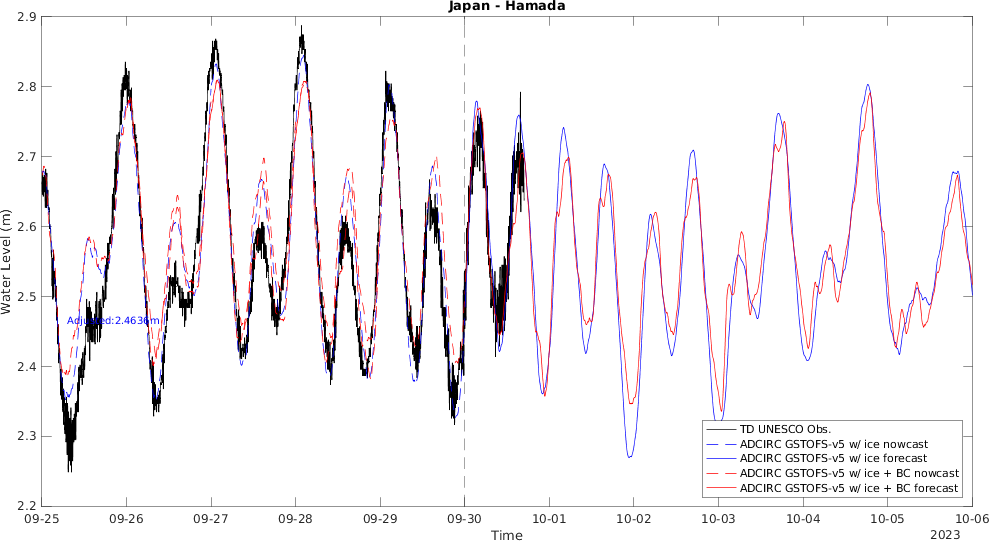 Japan - Hamada
Water Level (m)
2.9
2.8
2.7
2.6
2.5
2.4
2.3
2.2
Adjusted:2.4636m
TD UNESCO Obs.
ADCIRC GSTOFS-v5 w/ ice nowcast
ADCIRC GSTOFS-v5 w/ ice forecast
ADCIRC GSTOFS-v5 w/ ice + BC nowcast
ADCIRC GSTOFS-v5 w/ ice + BC forecast
09-25 09-26 09-27 09-28 09-29 09-30 10-01 10-02 10-03 10-04 10-05 10-06
Time
2023